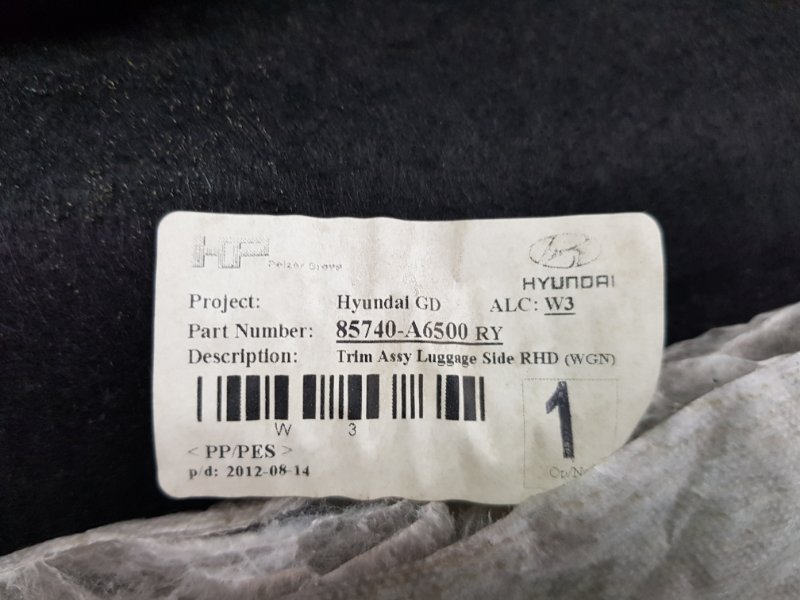 HP Pelzer Group
HYUNDAI
Project: Hyundai GD ALC: W3
Part Number: 85740-A6500 RY
Description: Trim Assy Luggage Side RHD (WGN)
W 3
1
< PP/PES >
p/d: 2012-08-14